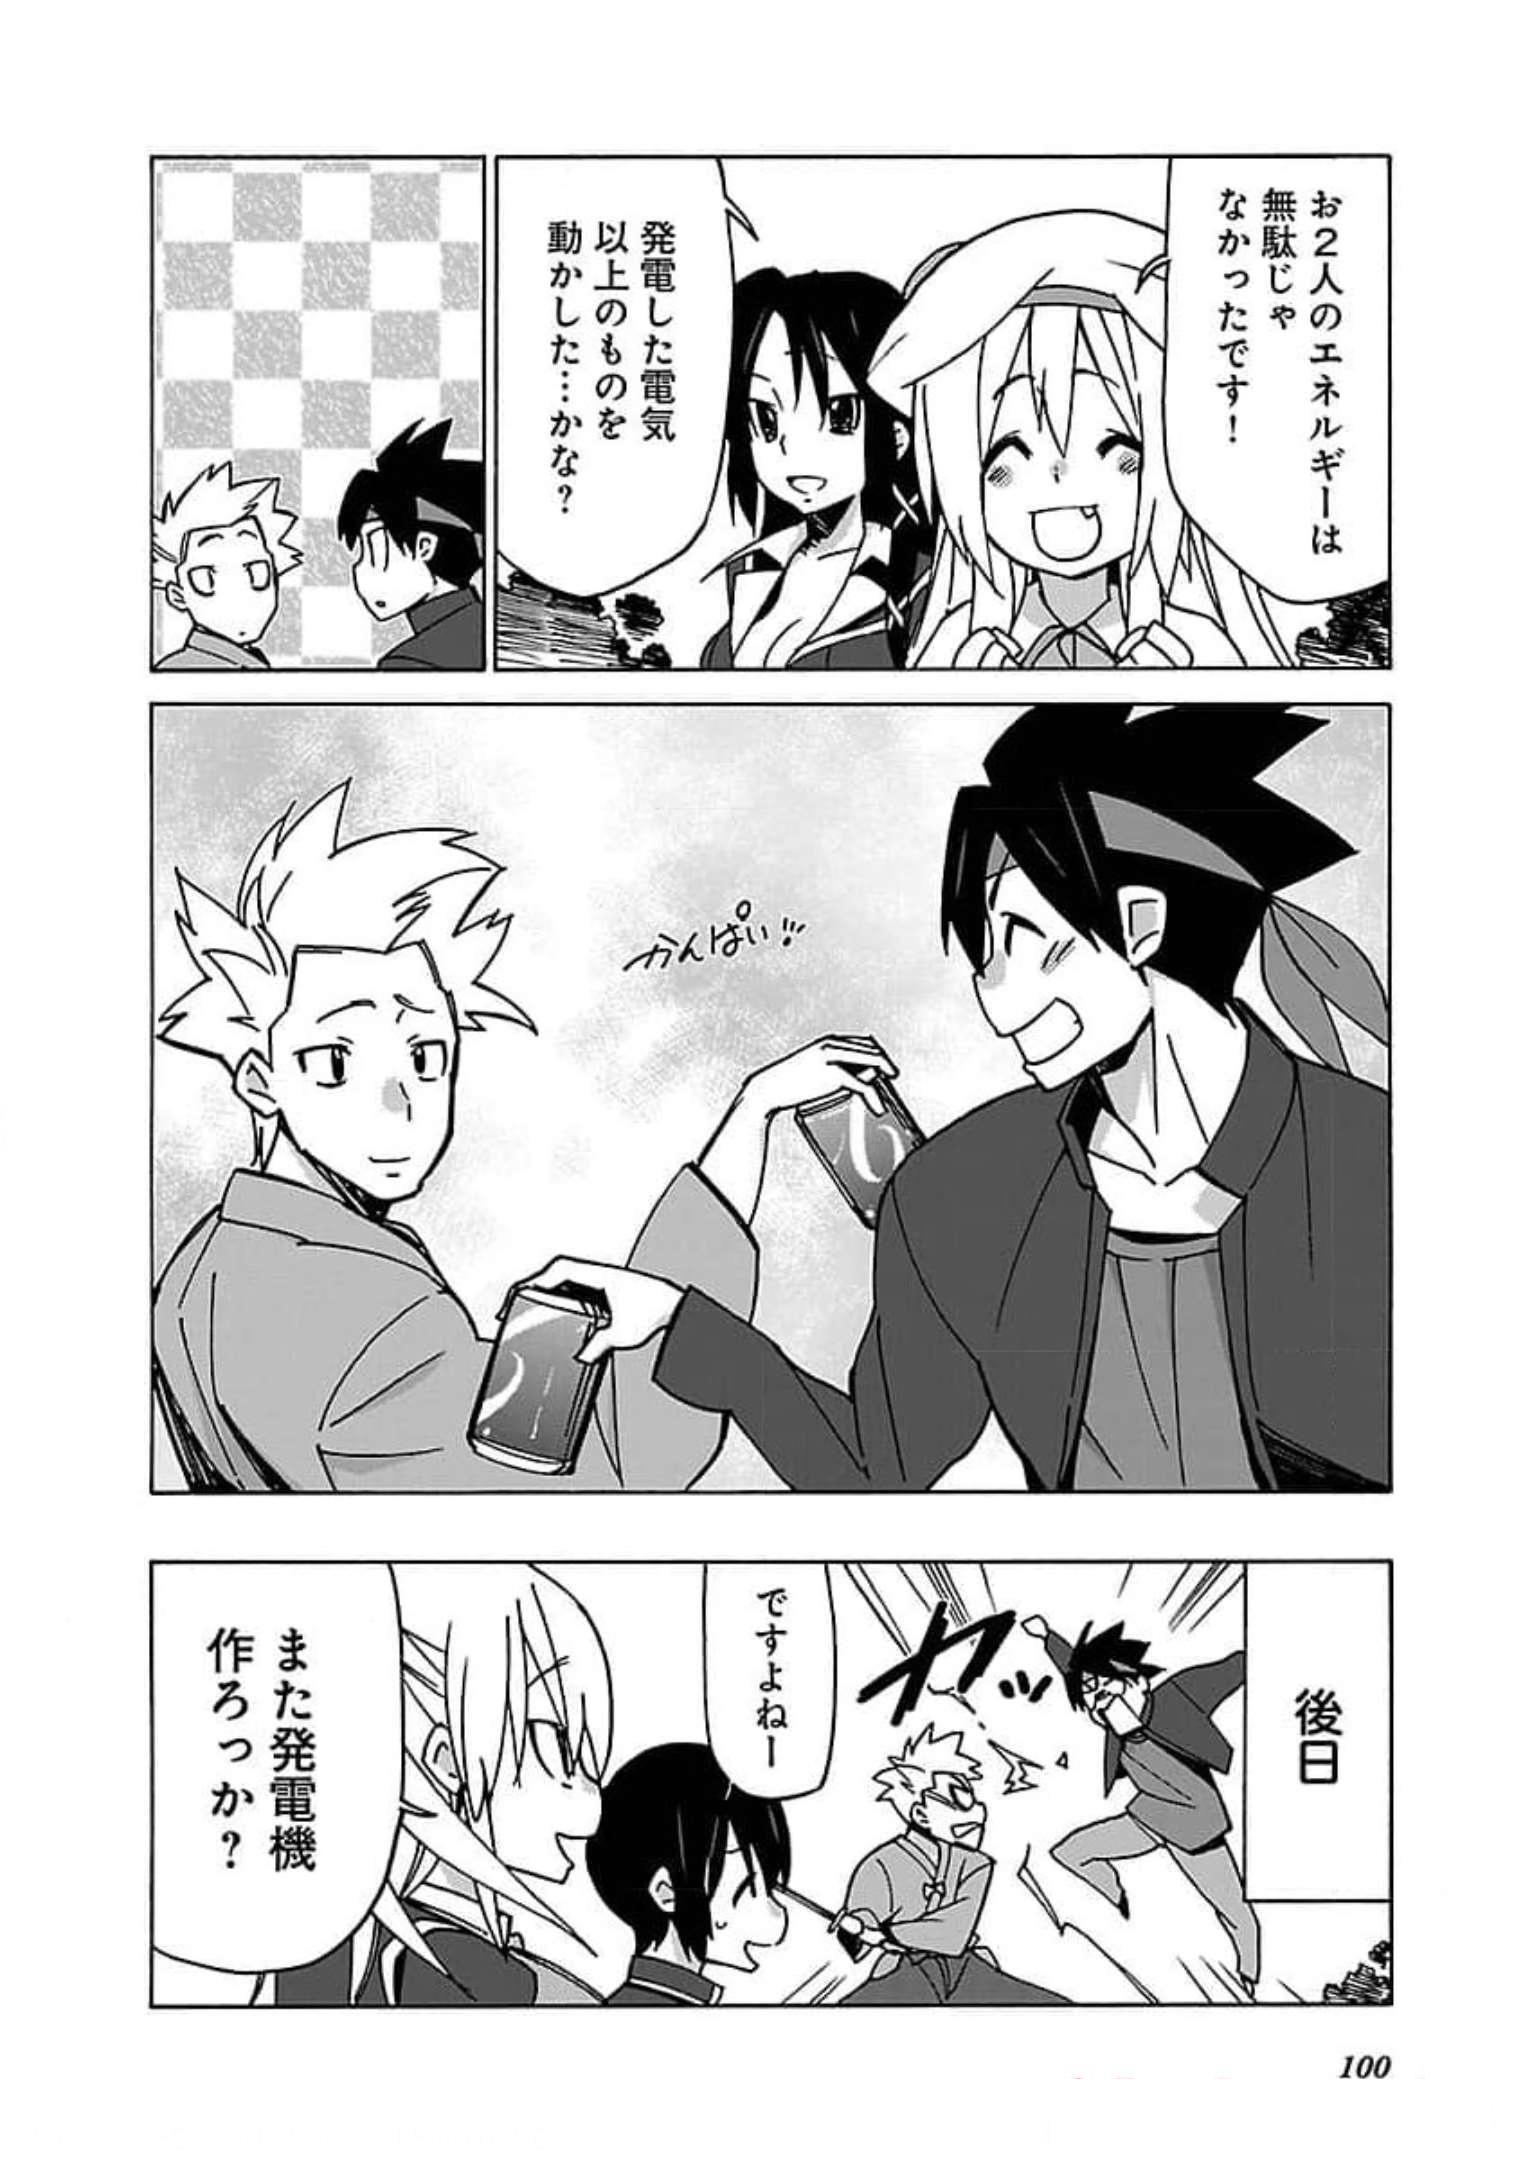 お2人のエネルギーは
無駄じゃ
なかったです!
発電した電気
以上のものを
動かした…かな?
かんぱい!!!
後日
ワッ
ですよねー
また発電機
作ろっか?
100